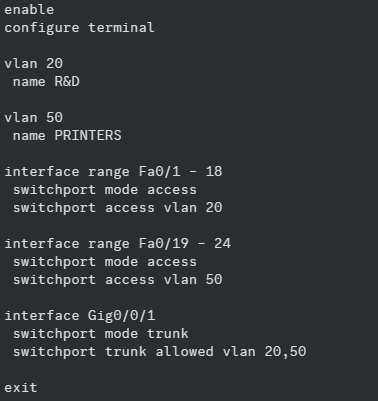 enable
configure terminal
vlan 20
name R&D
vlan 50
name PRINTERS
interface range Fa0/1 - 18
switchport mode access
switchport access vlan 20
interface range Fa0/19 - 24
switchport mode access
switchport access vlan 50
interface Gig0/0/1
switchport mode trunk
switchport trunk allowed vlan 20,50
exit